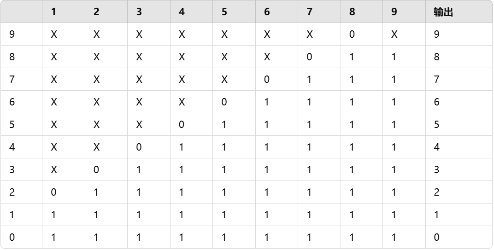 1 2 3 4 5 6 7 8 9 输出
9 X X X X X X X 0 X 9
8 X X X X X X 0 1 1 8
7 X X X X X 0 1 1 1 7
6 X X X X 0 1 1 1 1 6
5 X X X 0 1 1 1 1 1 5
4 X X 0 1 1 1 1 1 1 4
3 X 0 1 1 1 1 1 1 1 3
2 0 1 1 1 1 1 1 1 1 2
1 1 1 1 1 1 1 1 1 1 1
0 1 1 1 1 1 1 1 1 1 0